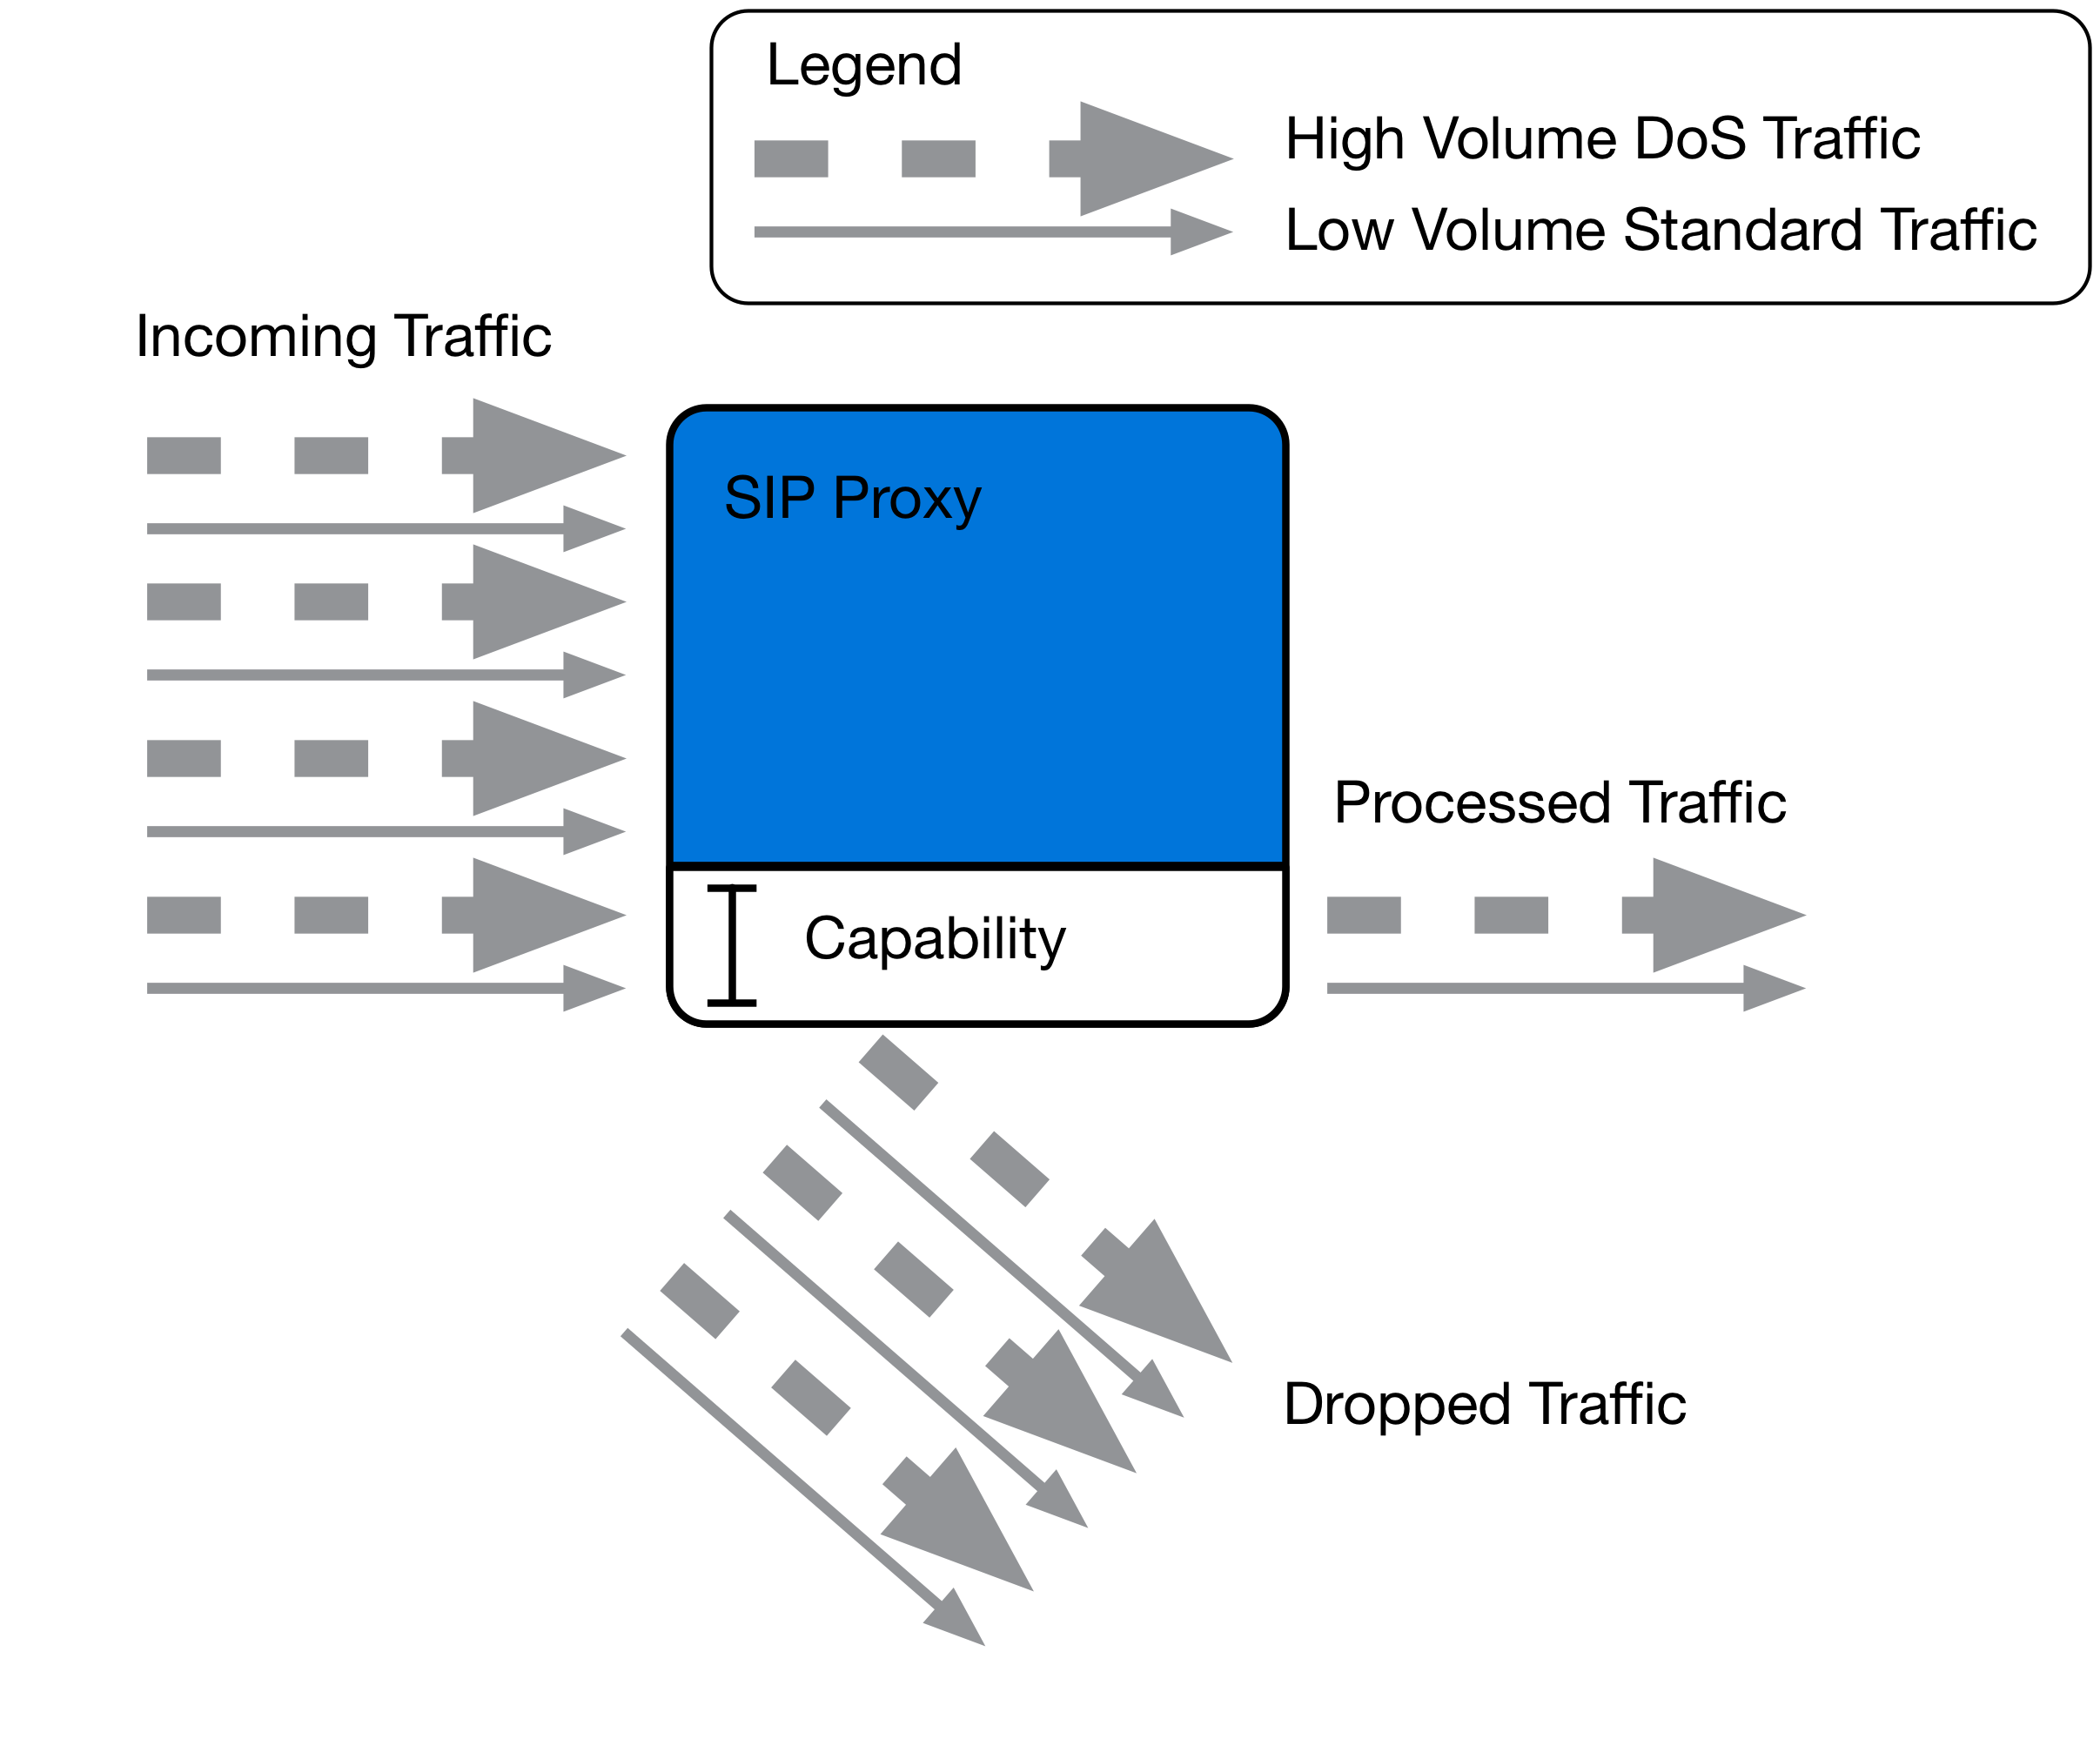 Legend
High Volume DoS Traffic
Low Volume Standard Traffic
Incoming Traffic
SIP Proxy
Processed Traffic
Capability
Dropped Traffic